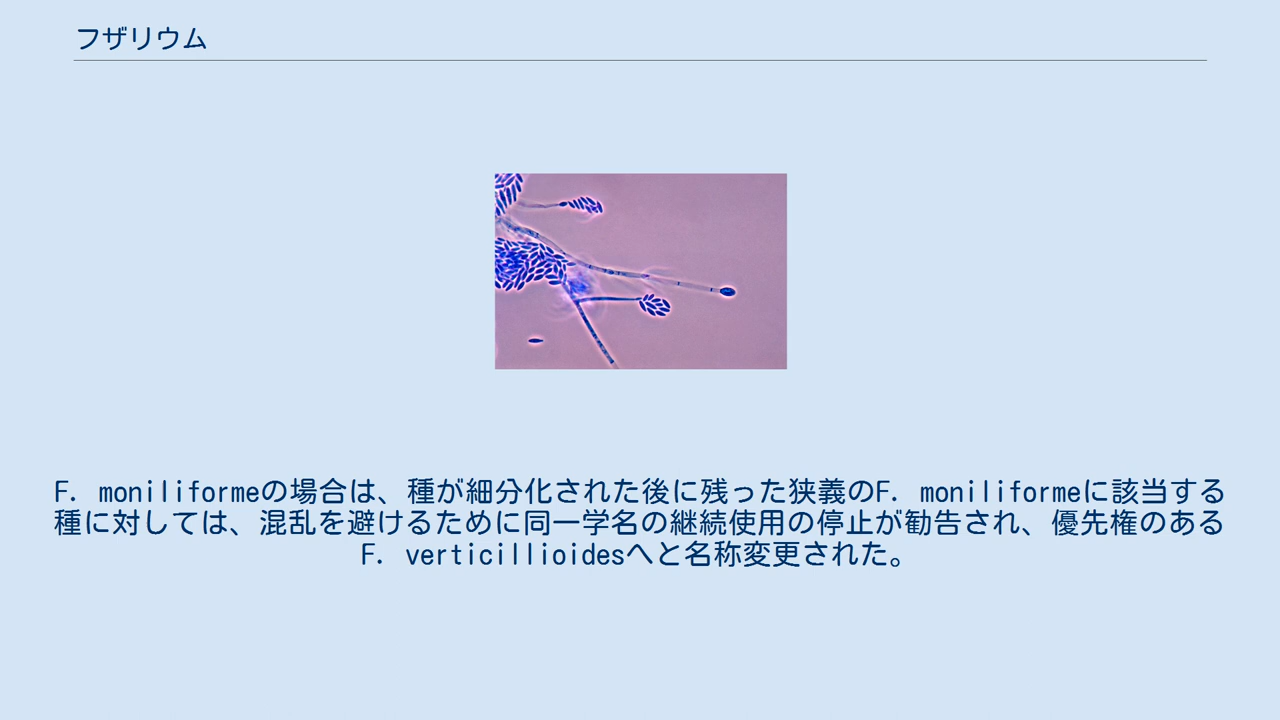 フザリウム
F. moniliformeの場合は、種が細分化された後に残った狭義のF. moniliformeに該当する
種に対しては、混乱を避けるために同一学名の継続使用の停止が勧告され、優先権のある
F. verticillioidesへと名称変更された。